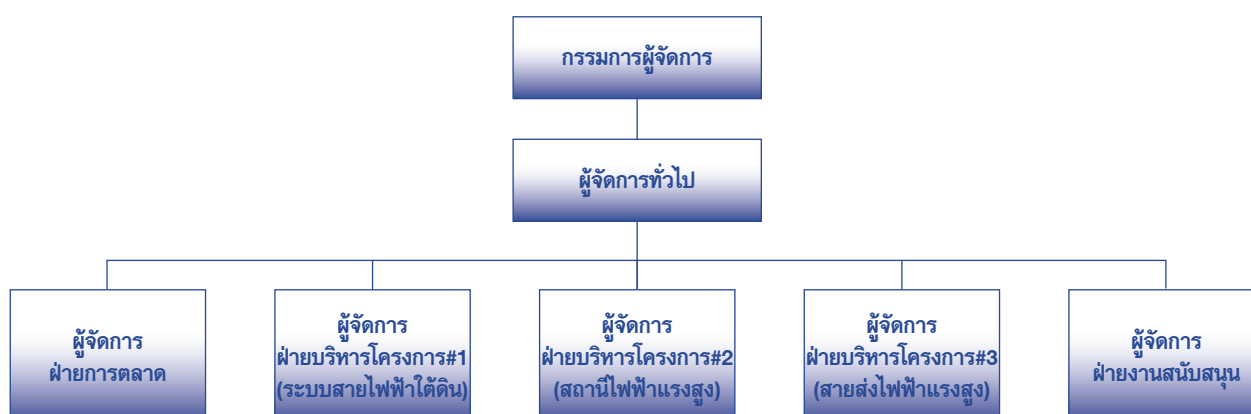 กรรมการผู้จัดการ
ผู้จัดการทั่วไป
ผู้จัดการ
ฝ่ายการตลาด
ผู้จัดการ
ฝ่ายบริหารโครงการ#1
(ระบบสายไฟฟ้าใต้ดิน)
ผู้จัดการ
ฝ่ายบริหารโครงการ#2
(สถานีไฟฟ้าแรงสูง)
ผู้จัดการ
ฝ่ายบริหารโครงการ#3
(สายส่งไฟฟ้าแรงสูง)
ผู้จัดการ
ฝ่ายงานสนับสนุน